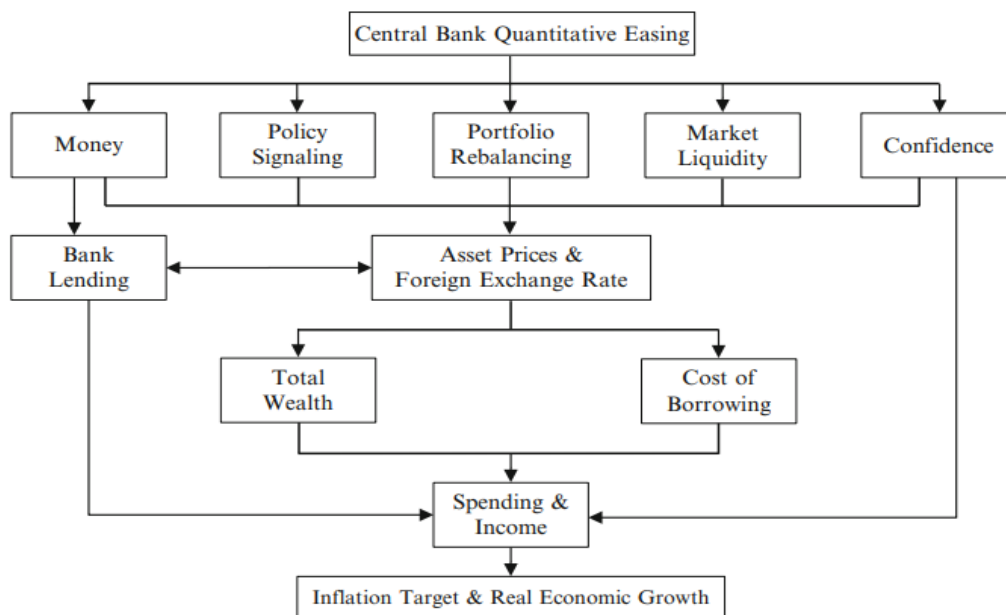 Central Bank Quantitative Easing
Money
Policy
Signaling
Portfolio
Rebalancing
Market
Liquidity
Confidence
Bank
Lending
Asset Prices &
Foreign Exchange Rate
Total
Wealth
Cost of
Borrowing
Spending &
Income
Inflation Target & Real Economic Growth